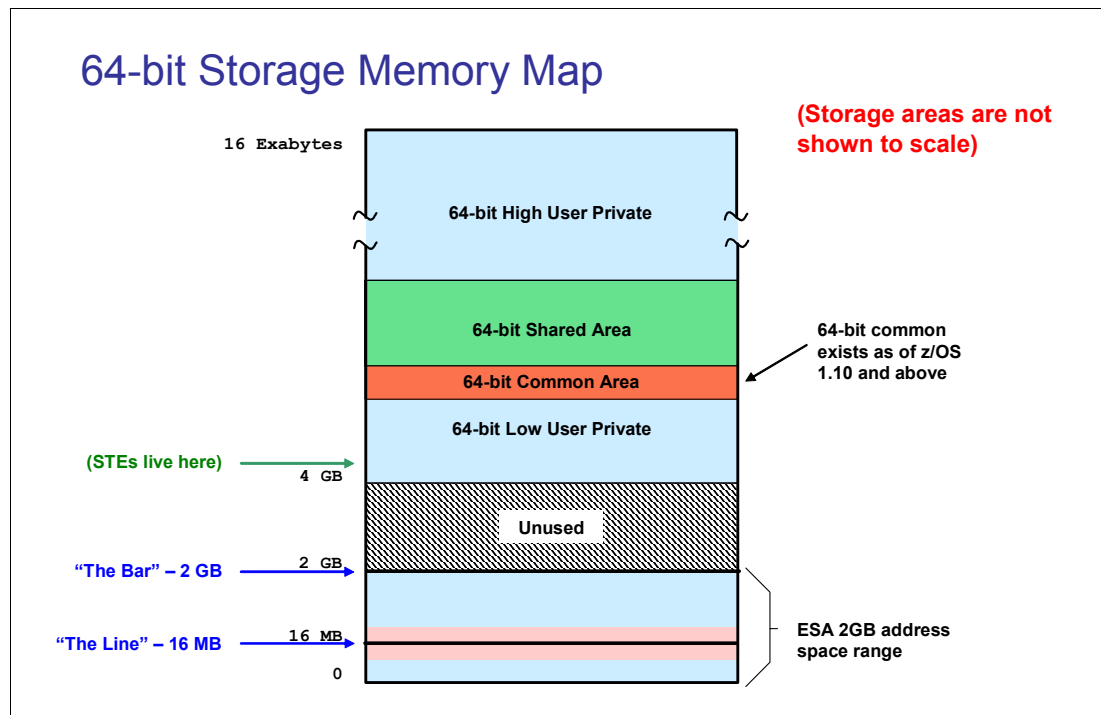 64-bit Storage Memory Map
(Storage areas are not
shown to scale)
16 Exabytes
64-bit High User Private
64-bit Shared Area
64-bit common
exists as of z/OS
1.10 and above
64-bit Common Area
64-bit Low User Private
(STEs live here)
4 GB
Unused
“The Bar” – 2 GB
2 GB
“The Line” – 16 MB
16 MB
ESA 2GB address
space range
0